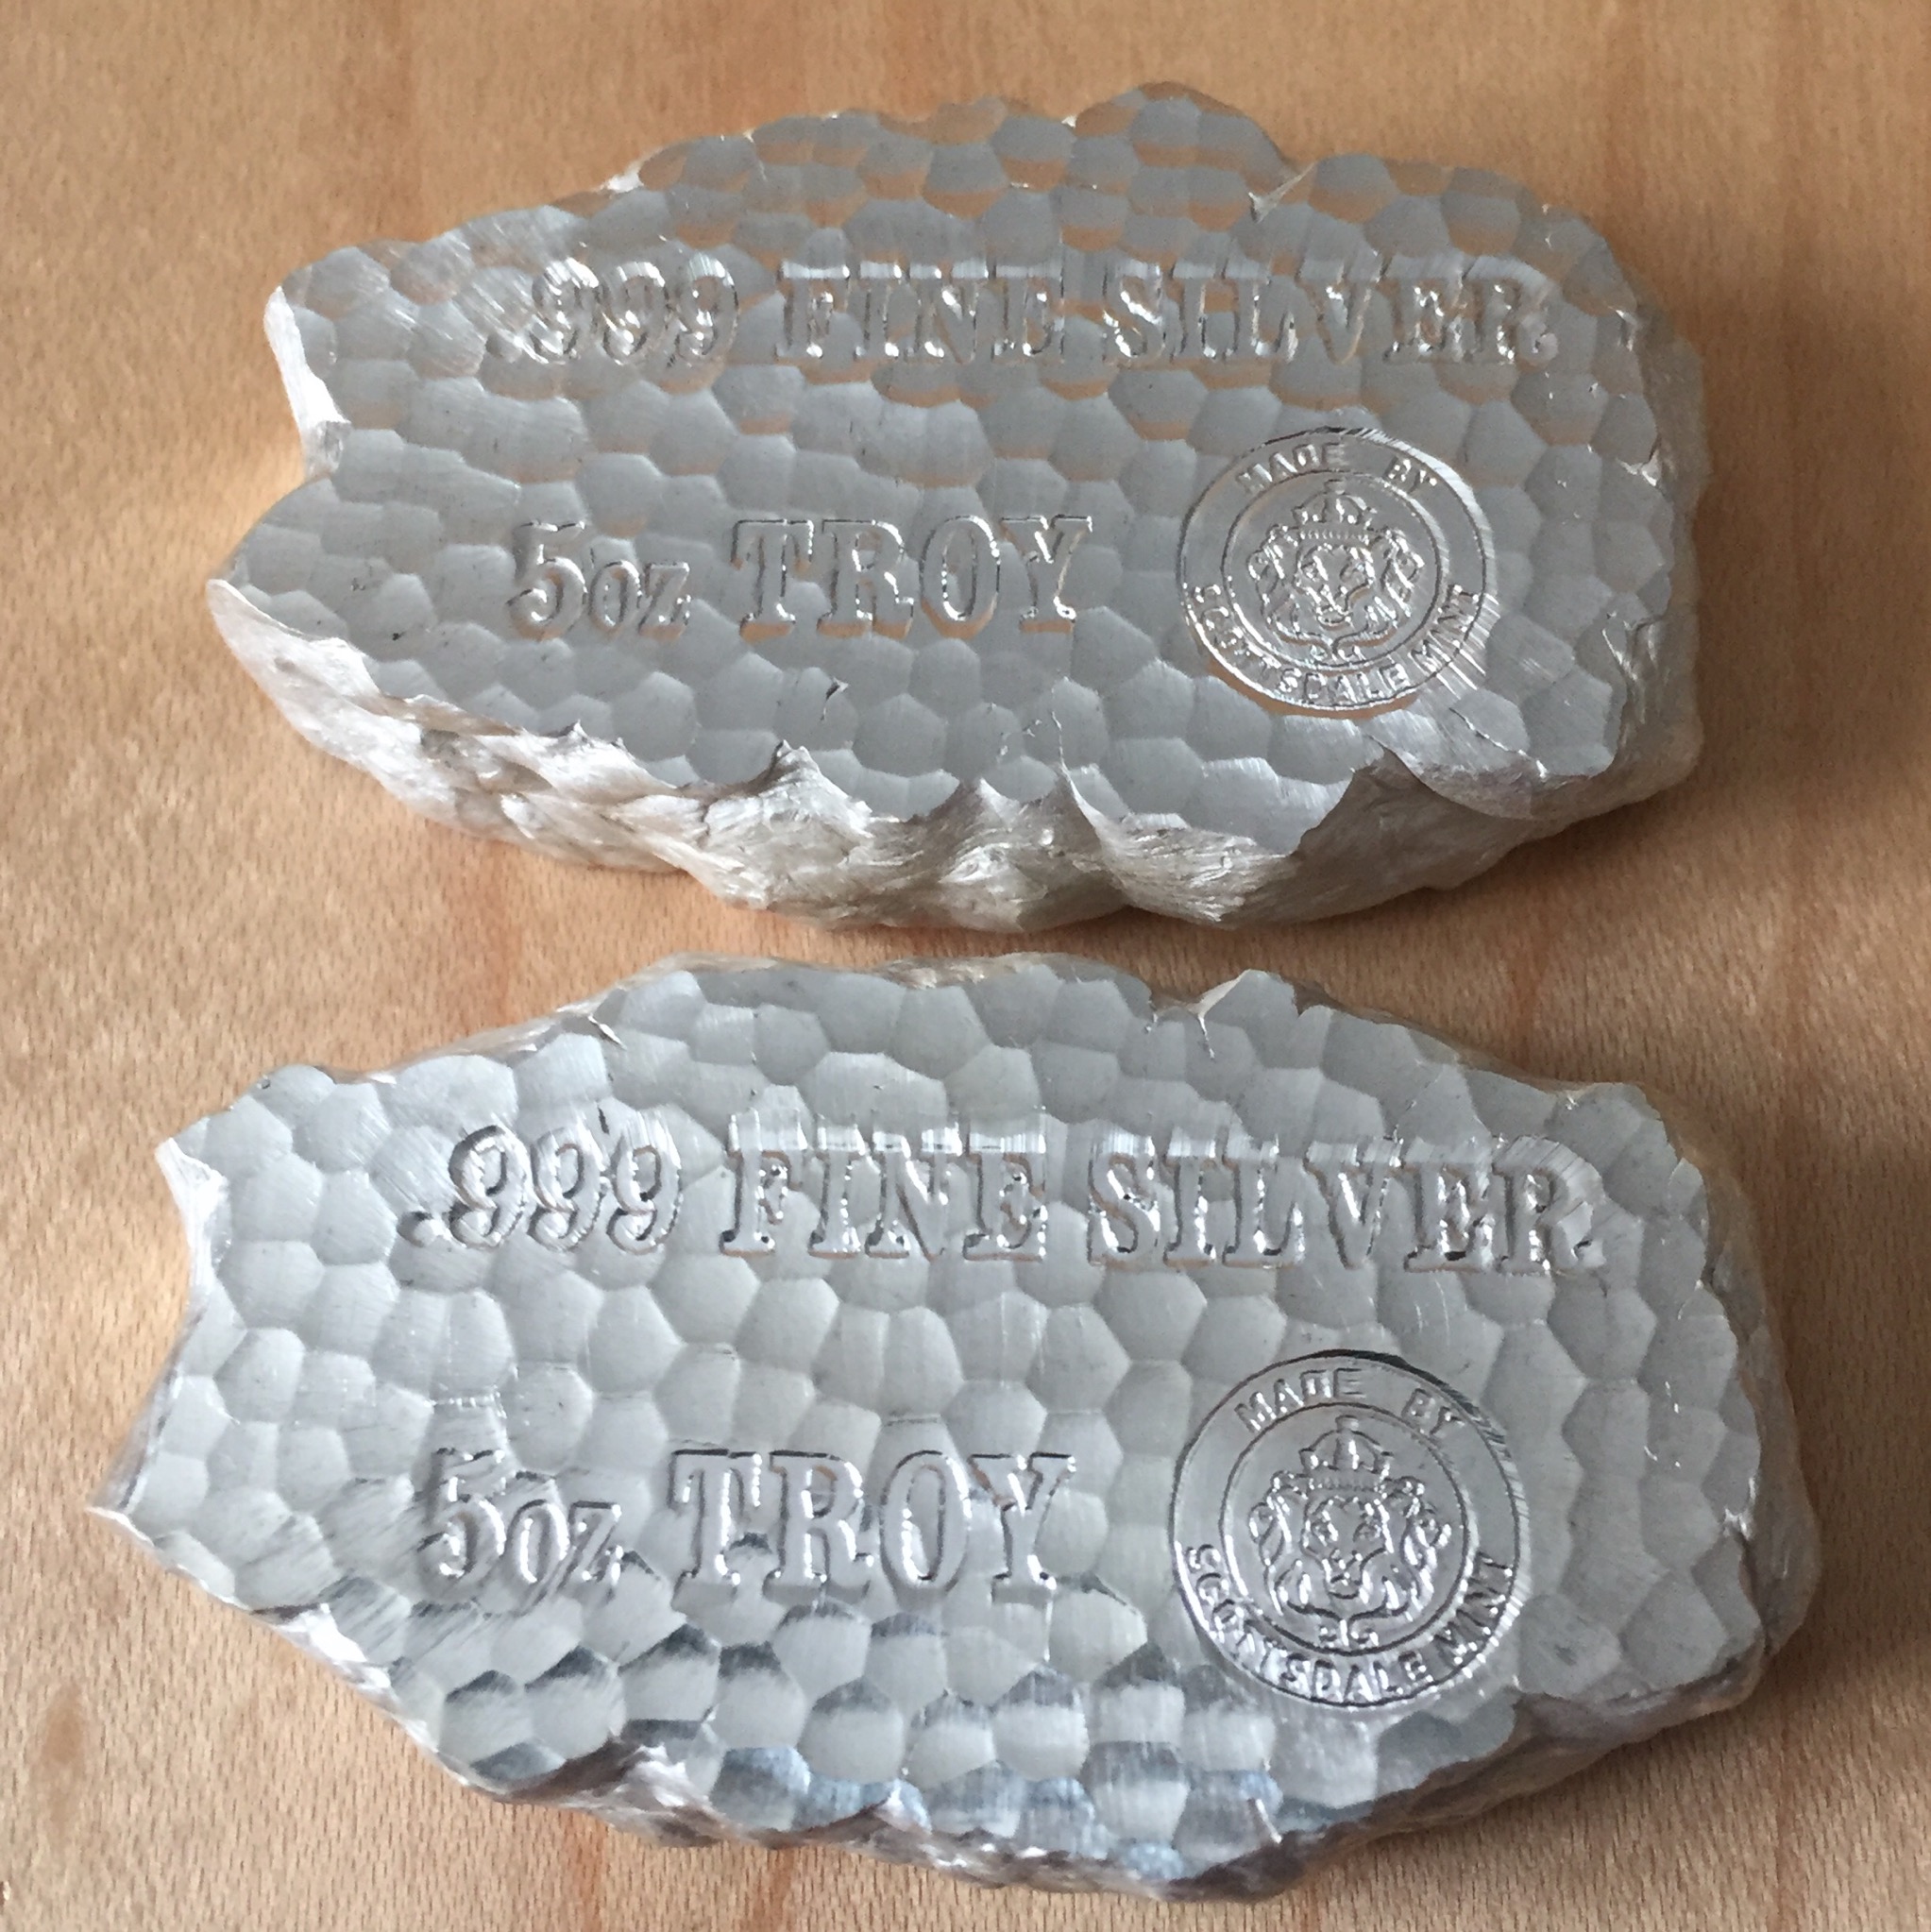 .999 FINE SILVER
5oz TROY
MADE BY
SCOTTSDALE MINT
.999 FINE SILVER
5oz TROY
MADE BY
SCOTTSDALE MINT